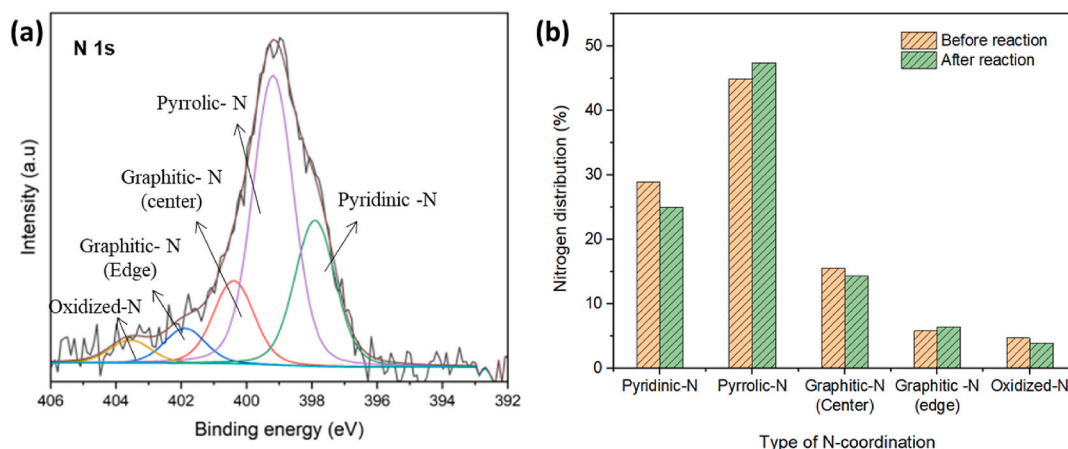 (a)
N 1s
Pyrrolic- N
Graphitic- N
(center)
Pyridinic -N
Graphitic- N
(Edge)
Oxidized-N
Intensity (a.u)
406 404 402 400 398 396 394 392
Binding energy (eV)
(b)
Before reaction
After reaction
50
40
30
20
10
0
Nitrogen distribution (%)
Pyridinic-N Pyrrolic-N Graphitic-N Graphitic -N Oxidized-N
(Center) (edge)
Type of N-coordination